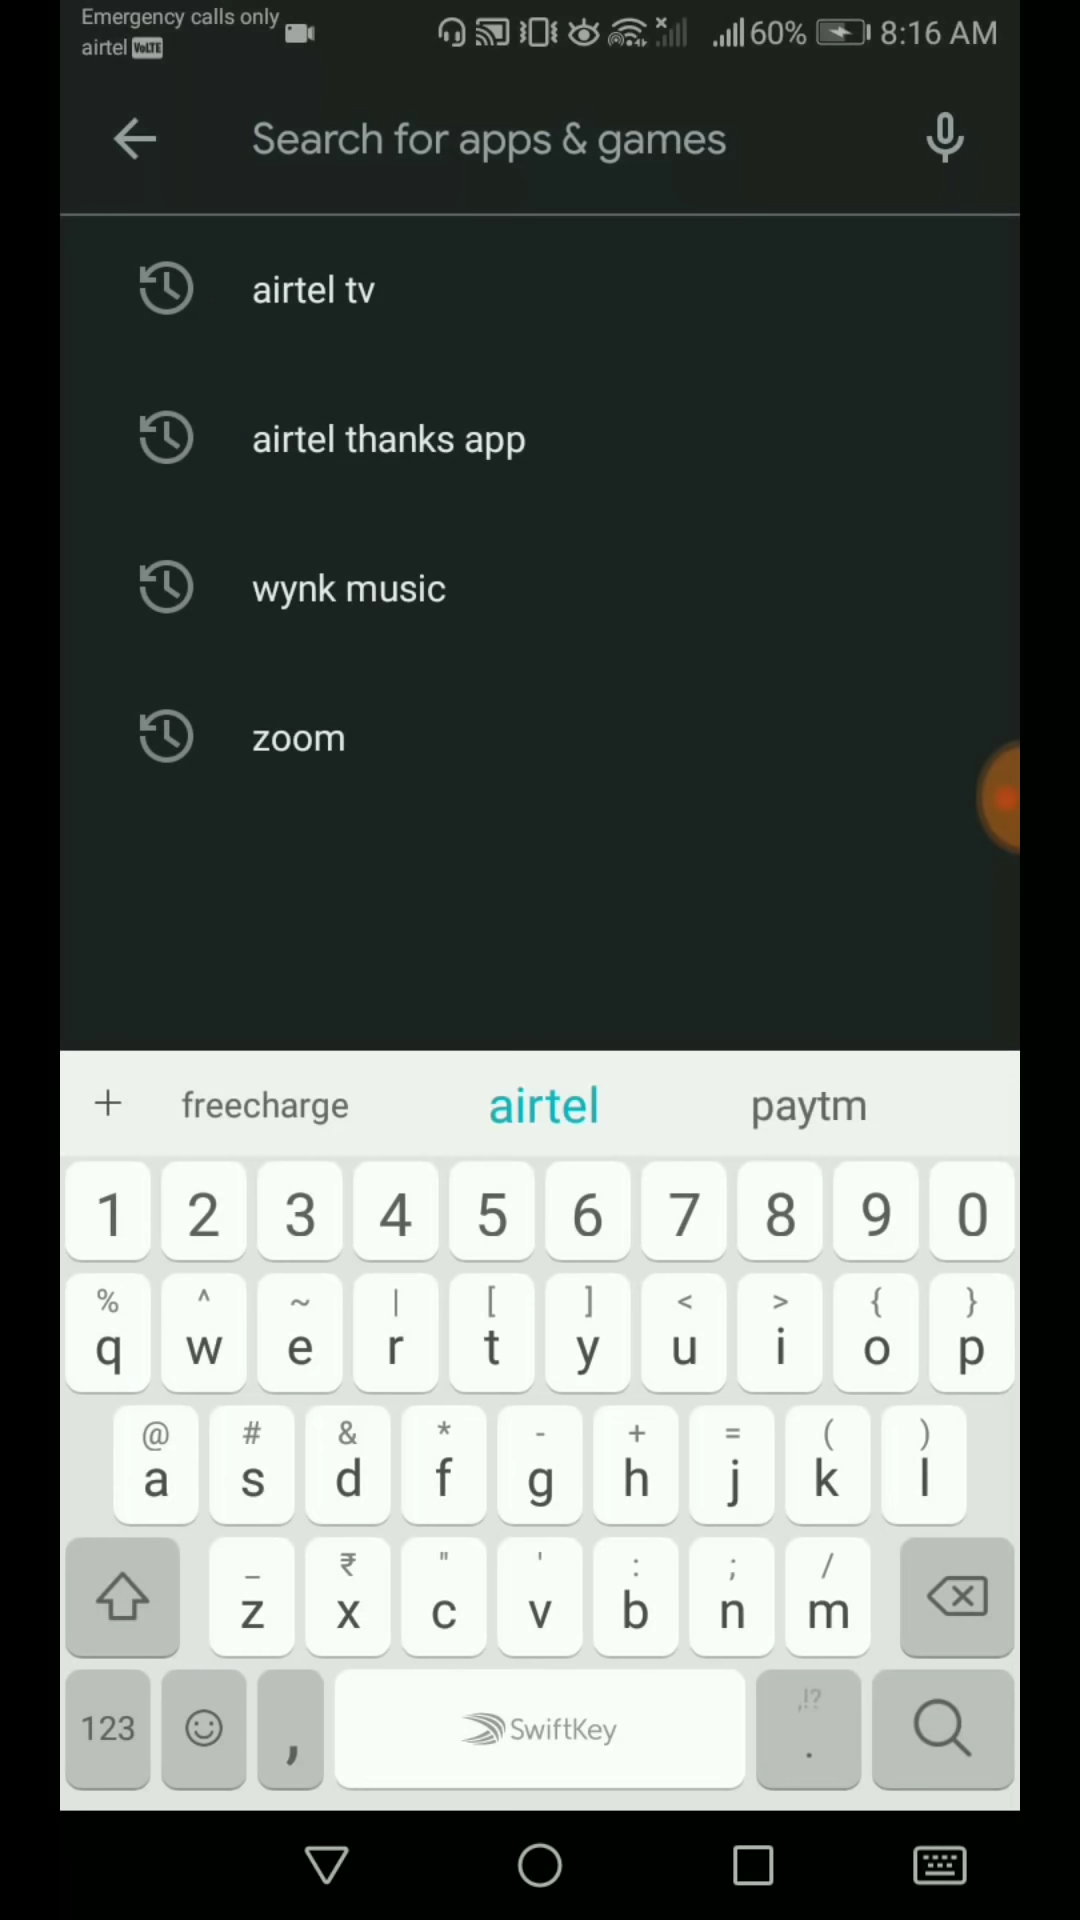 Emergency calls only
airtel VoLTE
60% 8:16 AM
Search for apps & games
airtel tv
airtel thanks app
wynk music
zoom
+ freecharge airtel paytm
1 2 3 4 5 6 7 8 9 0
% ^ ~ | [ ] < > { }
q w e r t y u i o p
@ # & * - + = ( )
a s d f g h j k l
_ ₹ " ' : ; /
z x c v b n m
,!?
123 , SwiftKey .